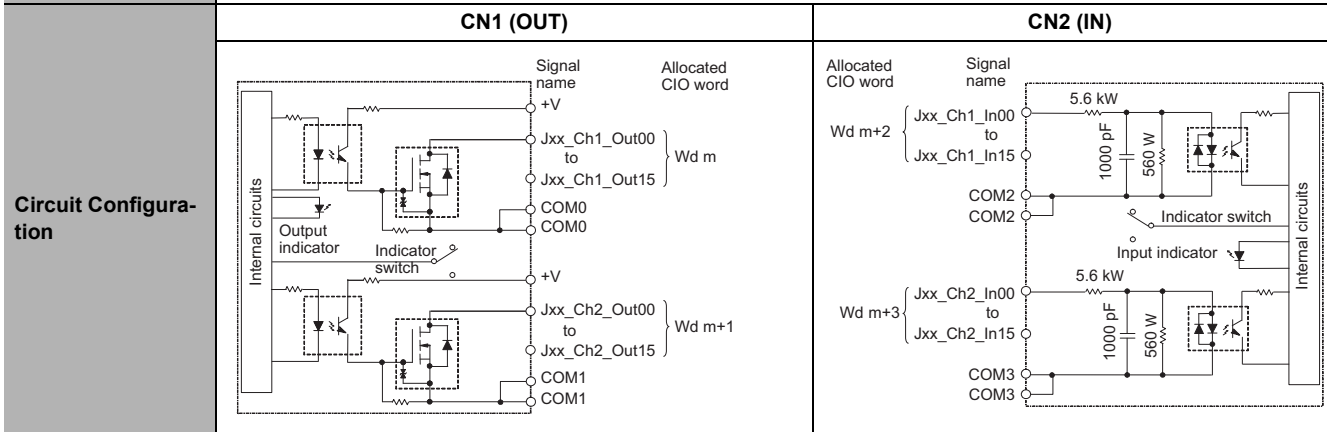 CN1 (OUT)
CN2 (IN)
Circuit Configura-
tion
Signal
name
Allocated
CIO word
+V
Jxx_Ch1_Out00
to
Jxx_Ch1_Out15
Wd m
COM0
COM0
Internal circuits
Output
indicator
Indicator
switch
+V
Jxx_Ch2_Out00
to
Jxx_Ch2_Out15
Wd m+1
COM1
COM1
Allocated
CIO word
Signal
name
Wd m+2
Jxx_Ch1_In00
to
Jxx_Ch1_In15
5.6 kW
1000 pF
560 W
COM2
COM2
Indicator switch
Input indicator
Internal circuits
Wd m+3
Jxx_Ch2_In00
to
Jxx_Ch2_In15
5.6 kW
1000 pF
560 W
COM3
COM3